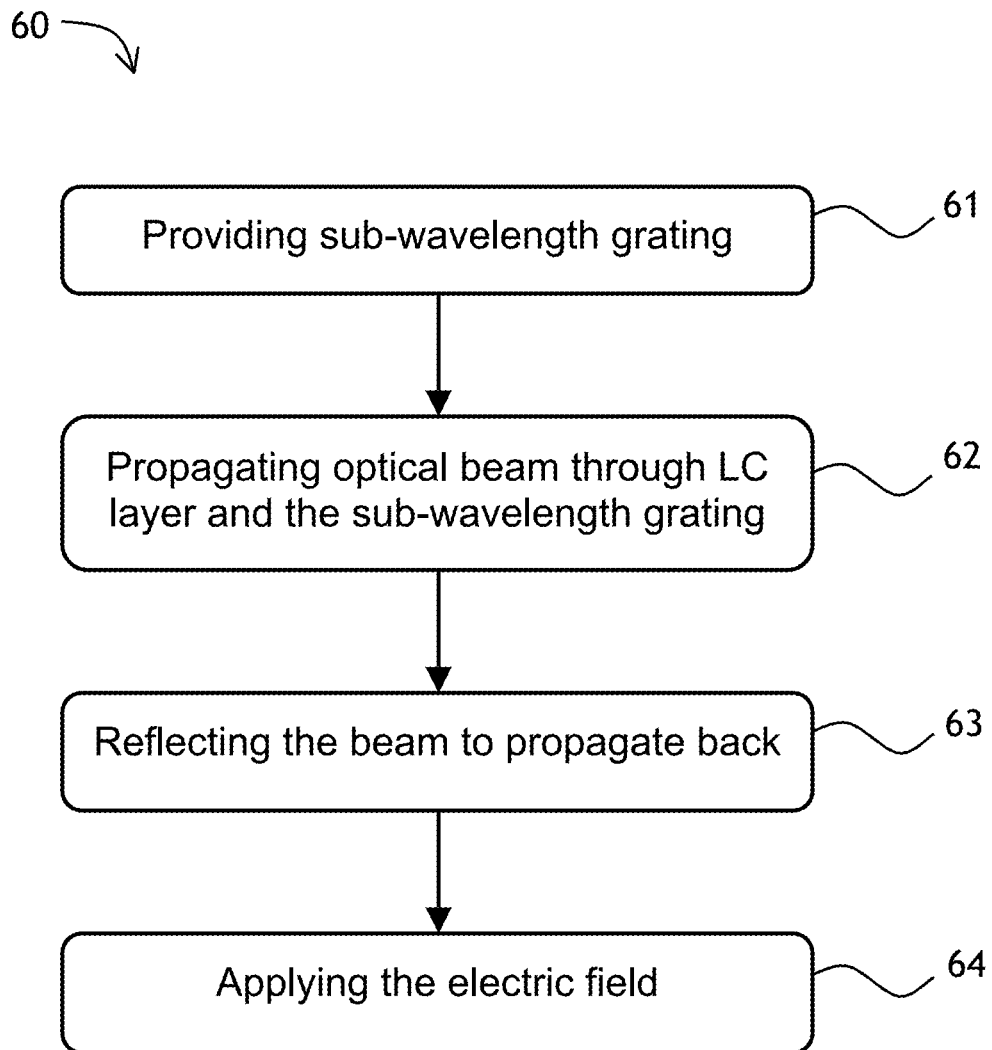 60
Providing sub-wavelength grating
61
Propagating optical beam through LC
layer and the sub-wavelength grating
62
Reflecting the beam to propagate back
63
Applying the electric field
64